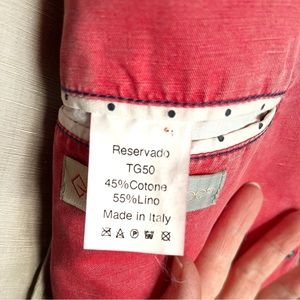 Reservado
TG50
45%Cotone
55%Lino
Made in Italy